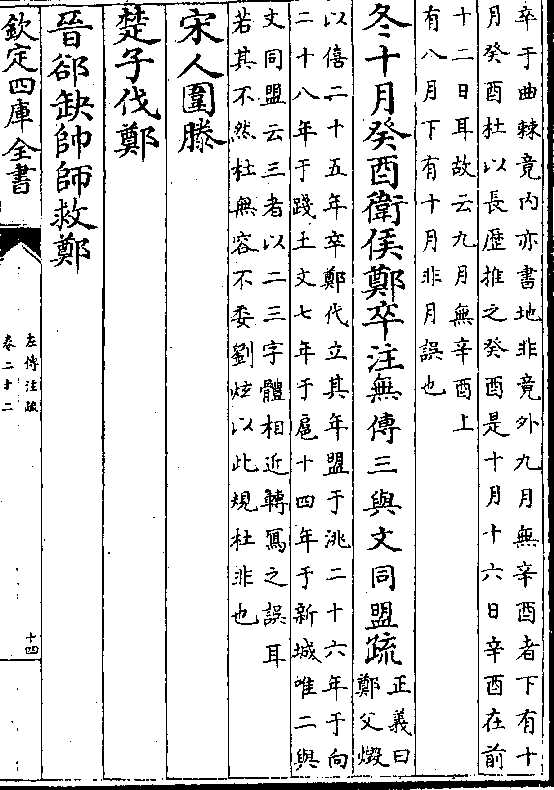 卒于曲棘竟内亦書地非竟外九月無辛酉者下有十
月癸酉杜以長歴推之癸酉是十月十六日辛酉在前
十二日耳故云九月無辛酉上
有八月下有十月非月誤也
冬十月癸酉衛侯鄭卒注無傳三與文同盟疏正義曰
鄭父燬
以僖二十五年卒鄭代立其年盟于洮二十六年于向
二十八年于踐土文七年于扈十四年于新城唯二與
文同盟云三者以二三字體相近轉寫之誤耳
若其不然杜無容不委劉炫以此規杜非也
宋人圍滕
楚子伐鄭
晉郤缺帥師救鄭
欽定四庫全書
左傳注疏
卷二十二
十四